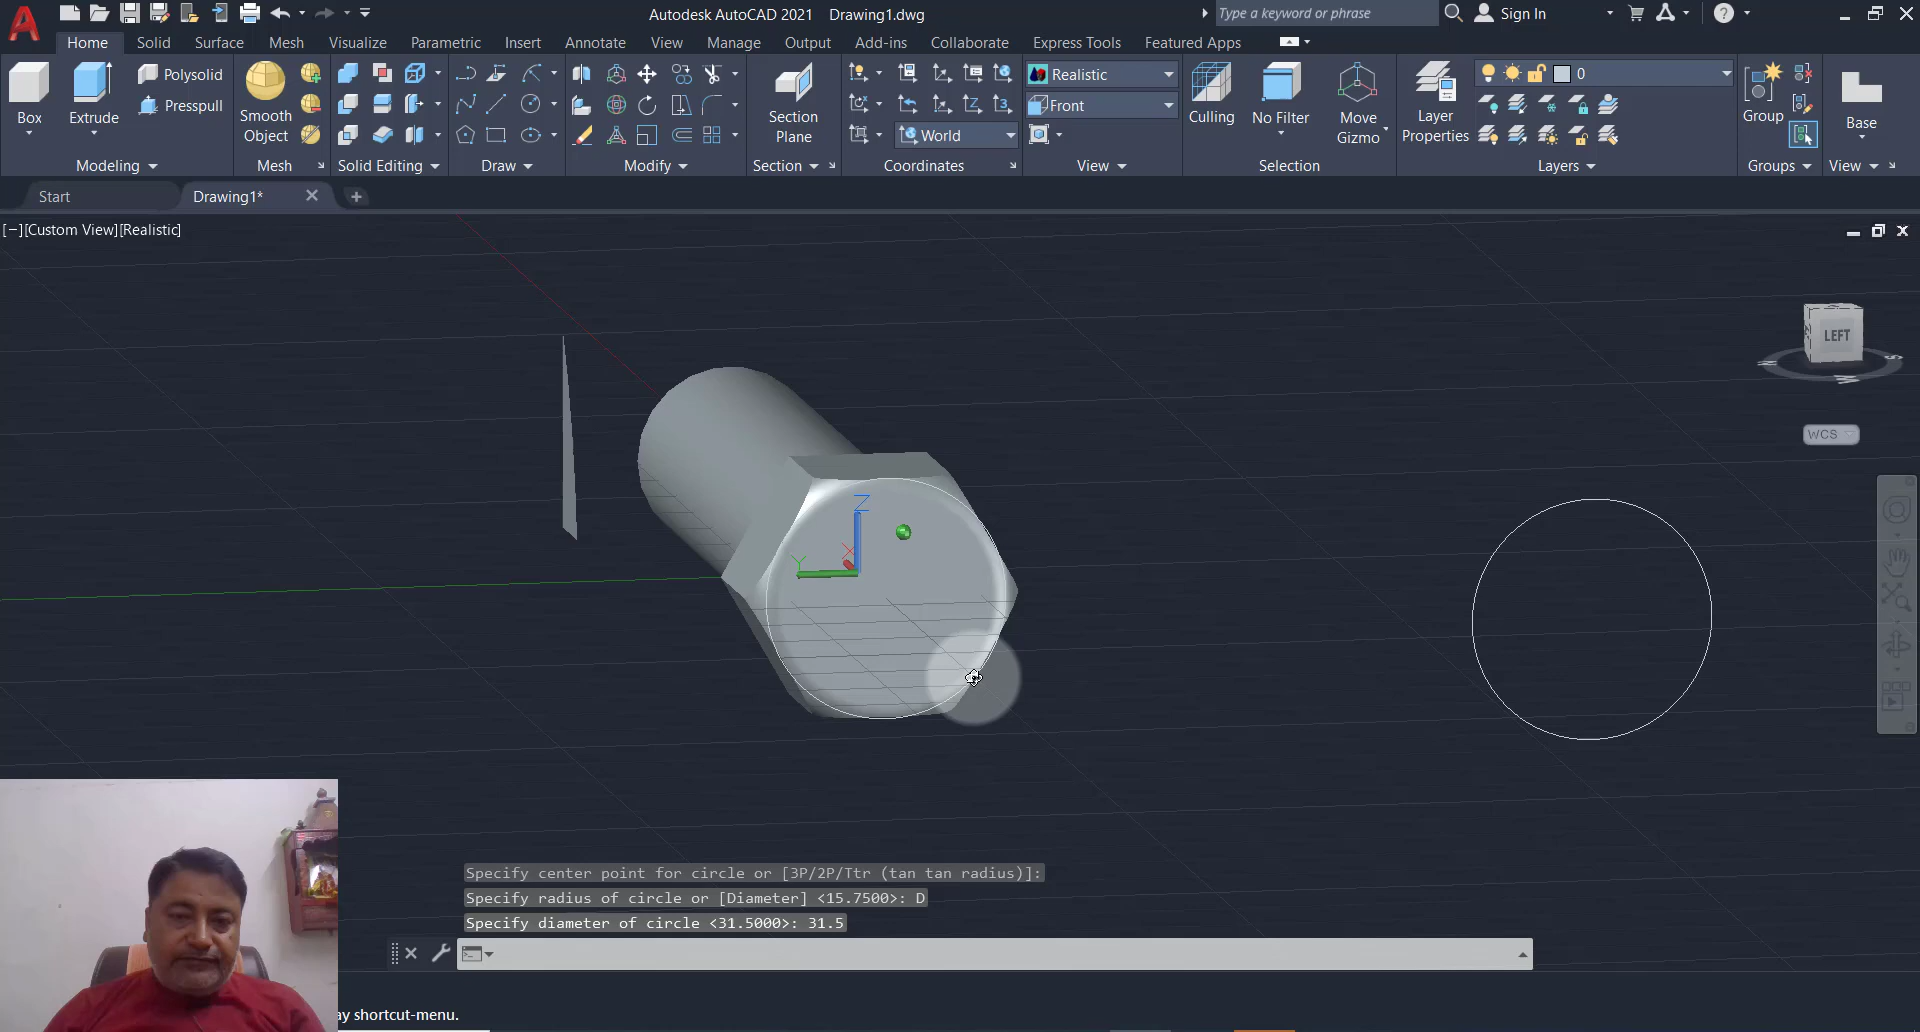 Autodesk AutoCAD 2021 Drawing1.dwg
Type a keyword or phrase
Sign In
Home Solid Surface Mesh Visualize Parametric Insert Annotate View Manage Output Add-ins Collaborate Express Tools Featured Apps
Box
Extrude
Polysolid
Presspull
Smooth
Object
Realistic
Front
World
Section
Plane
Culling
No Filter
Move
Gizmo
Layer
Properties
0
Group
Base
Modeling
Mesh
Solid Editing
Draw
Modify
Section
Coordinates
View
Selection
Layers
Groups
View
Start
Drawing1*
[−][Custom View][Realistic]
LEFT
WCS
Z
X
Y
Specify center point for circle or [3P/2P/Ttr (tan tan radius)]:
Specify radius of circle or [Diameter] <15.7500>: D
Specify diameter of circle <31.5000>: 31.5
ay shortcut-menu.